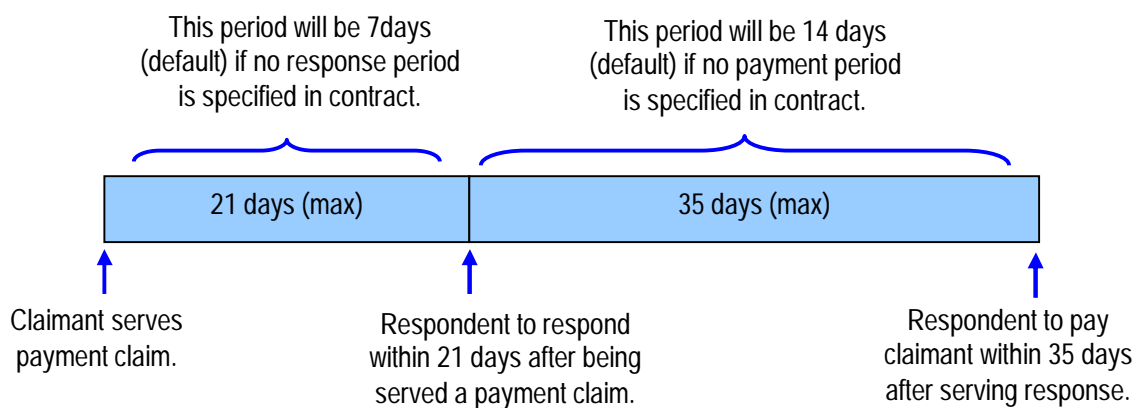 This period will be 7days
(default) if no response period
is specified in contract.
This period will be 14 days
(default) if no payment period
is specified in contract.
21 days (max)
35 days (max)
Claimant serves
payment claim.
Respondent to respond
within 21 days after being
served a payment claim.
Respondent to pay
claimant within 35 days
after serving response.